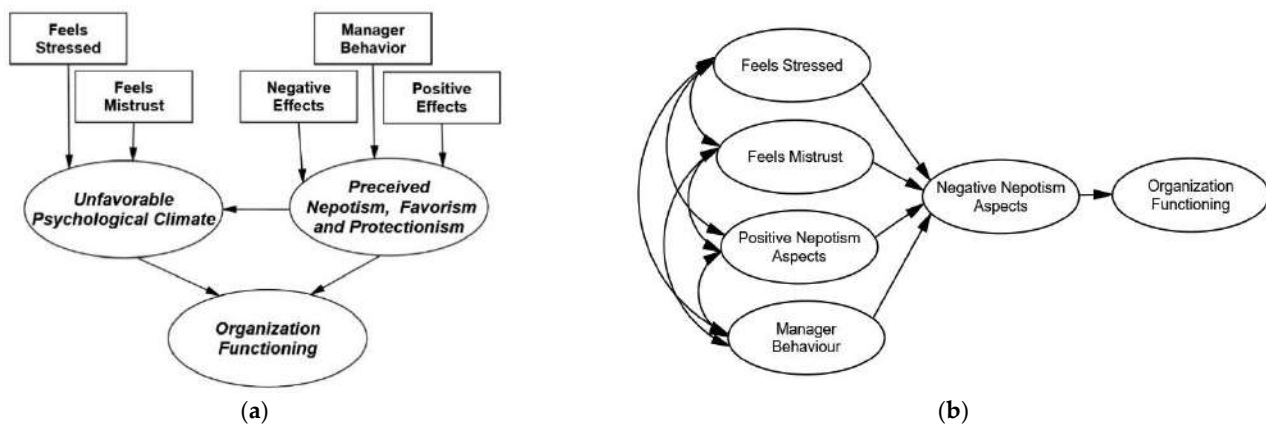 Feels
Stressed
Manager
Behavior
Feels
Mistrust
Negative
Effects
Positive
Effects
Unfavorable
Psychological Climate
Preceived
Nepotism, Favorism
and Protectionism
Organization
Functioning
(a)
Feels Stressed
Feels Mistrust
Positive Nepotism
Aspects
Manager
Behaviour
Negative Nepotism
Aspects
Organization
Functioning
(b)